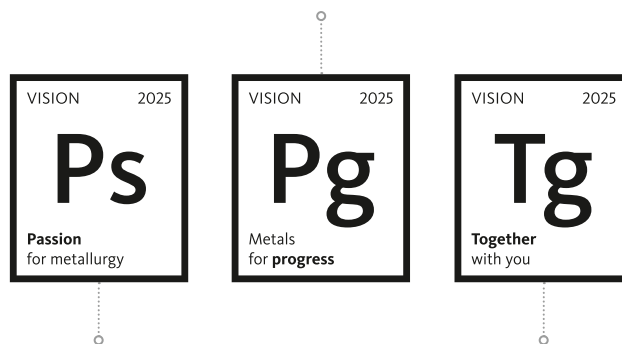 VISION 2025
Ps
Passion
for metallurgy
VISION 2025
Pg
Metals
for progress
VISION 2025
Tg
Together
with you